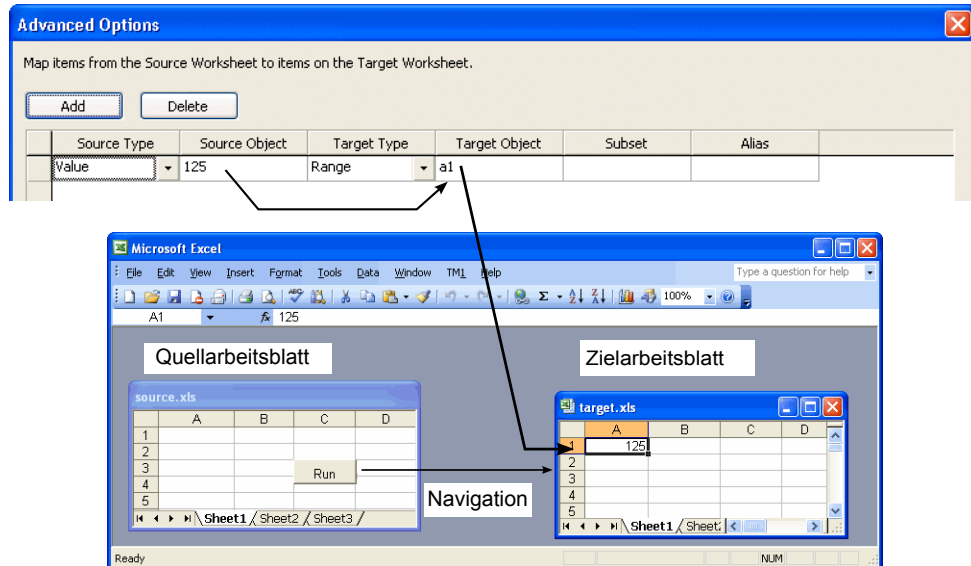 Advanced Options
Map items from the Source Worksheet to items on the Target Worksheet.
Add Delete
Source Type Source Object Target Type Target Object Subset Alias
Value 125 Range a1
Microsoft Excel
File Edit View Insert Format Tools Data Window TM1 Help Type a question for help
100%
A1 fx 125
Quellarbeitsblatt Zielarbeitsblatt
source.xls
A B C D
1
2
3
4
5
Run
Sheet1 Sheet2 Sheet3
Navigation
target.xls
A B C D
1 125
2
3
4
5
Sheet1
Ready NUM